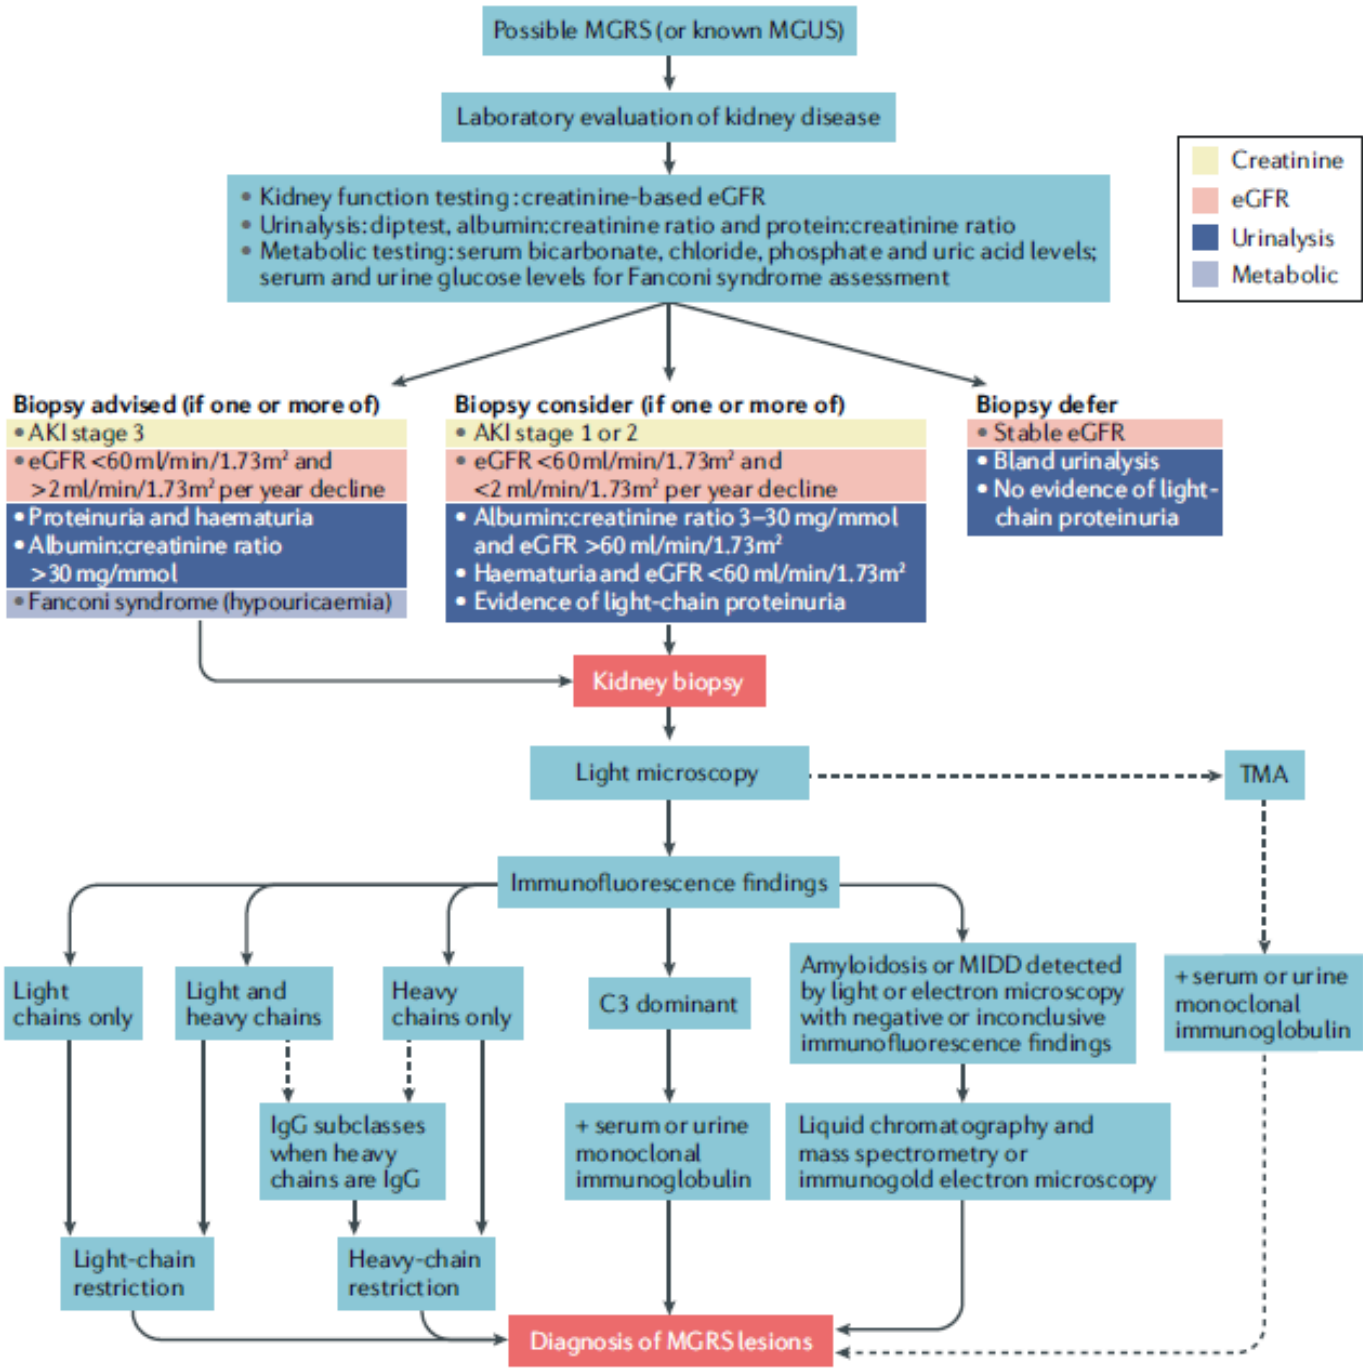 Possible MGRS (or known MGUS)
Laboratory evaluation of kidney disease
Creatinine
eGFR
Urinalysis
Metabolic
• Kidney function testing: creatinine-based eGFR
• Urinalysis: diptest, albumin:creatinine ratio and protein:creatinine ratio
• Metabolic testing: serum bicarbonate, chloride, phosphate and uric acid levels;
serum and urine glucose levels for Fanconi syndrome assessment
Biopsy advised (if one or more of)
• AKI stage 3
• eGFR <60 ml/min/1.73m² and
>2 ml/min/1.73m² per year decline
• Proteinuria and haematuria
• Albumin:creatinine ratio
>30 mg/mmol
• Fanconi syndrome (hypouricaemia)
Biopsy consider (if one or more of)
• AKI stage 1 or 2
• eGFR <60 ml/min/1.73m² and
<2 ml/min/1.73m² per year decline
• Albumin:creatinine ratio 3–30 mg/mmol
and eGFR >60 ml/min/1.73m²
• Haematuria and eGFR <60 ml/min/1.73m²
• Evidence of light-chain proteinuria
Biopsy defer
• Stable eGFR
• Bland urinalysis
• No evidence of light-
chain proteinuria
Kidney biopsy
Light microscopy
TMA
Immunofluorescence findings
Light
chains only
Light and
heavy chains
Heavy
chains only
C3 dominant
Amyloidosis or MIDD detected
by light or electron microscopy
with negative or inconclusive
immunofluorescence findings
+ serum or urine
monoclonal
immunoglobulin
IgG subclasses
when heavy
chains are IgG
+ serum or urine
monoclonal
immunoglobulin
Liquid chromatography and
mass spectrometry or
immunogold electron microscopy
Light-chain
restriction
Heavy-chain
restriction
Diagnosis of MGRS lesions